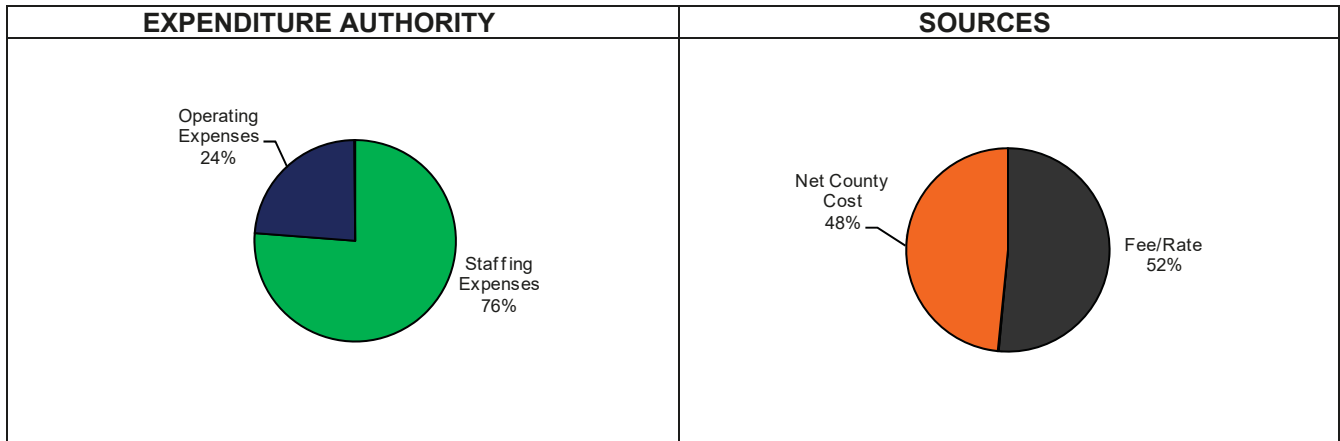 EXPENDITURE AUTHORITY
SOURCES
Operating
Expenses
24%
Staffing
Expenses
76%
Net County
Cost
48%
Fee/Rate
52%